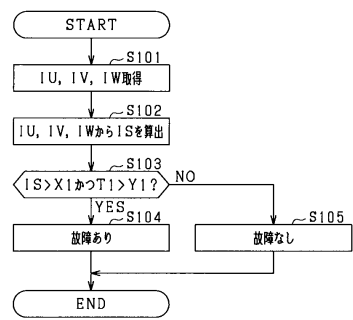 START
S101
IU, IV, IW取得
S102
IU, IV, IWからISを算出
S103
IS>X1かつT1>Y1?
NO
YES
S104
故障あり
S105
故障なし
END